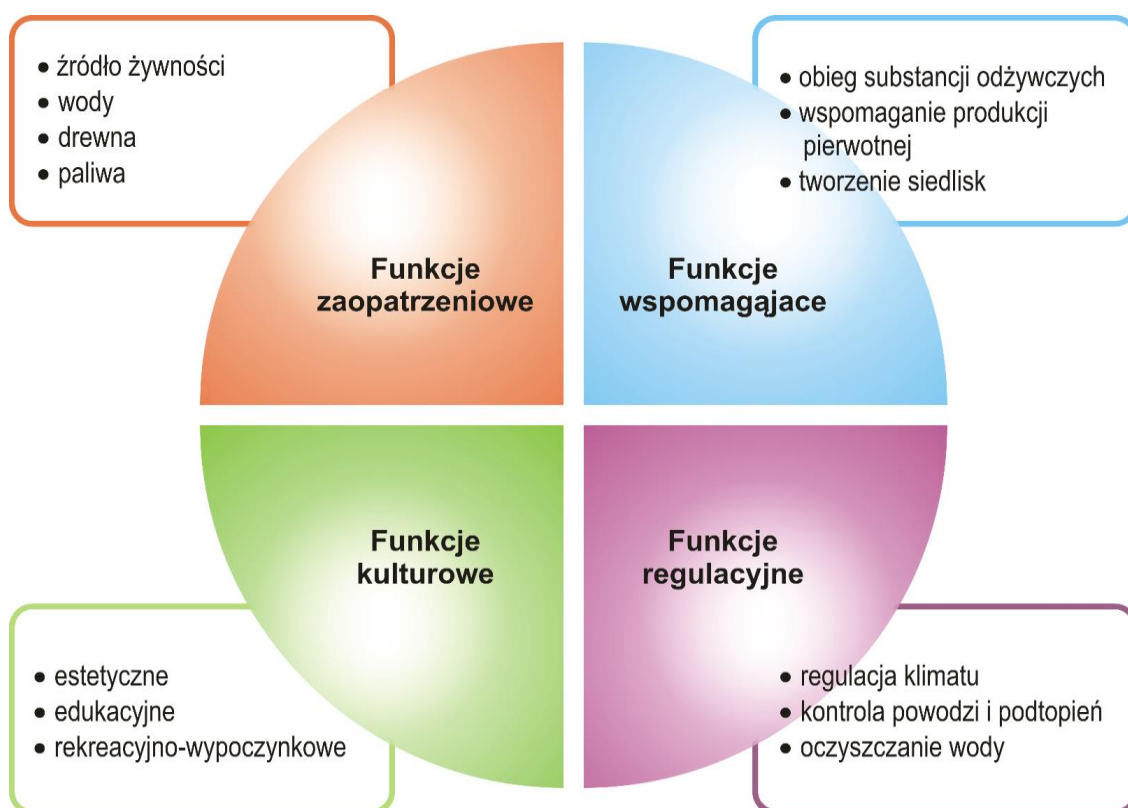 • źródło żywności
• wody
• drewna
• paliwa
• obieg substancji odżywczych
• wspomaganie produkcji
pierwotnej
• tworzenie siedlisk
Funkcje
zaopatrzeniowe
Funkcje
wspomagąjace
Funkcje
kulturowe
Funkcje
regulacyjne
• estetyczne
• edukacyjne
• rekreacyjno-wypoczynkowe
• regulacja klimatu
• kontrola powodzi i podtopień
• oczyszczanie wody